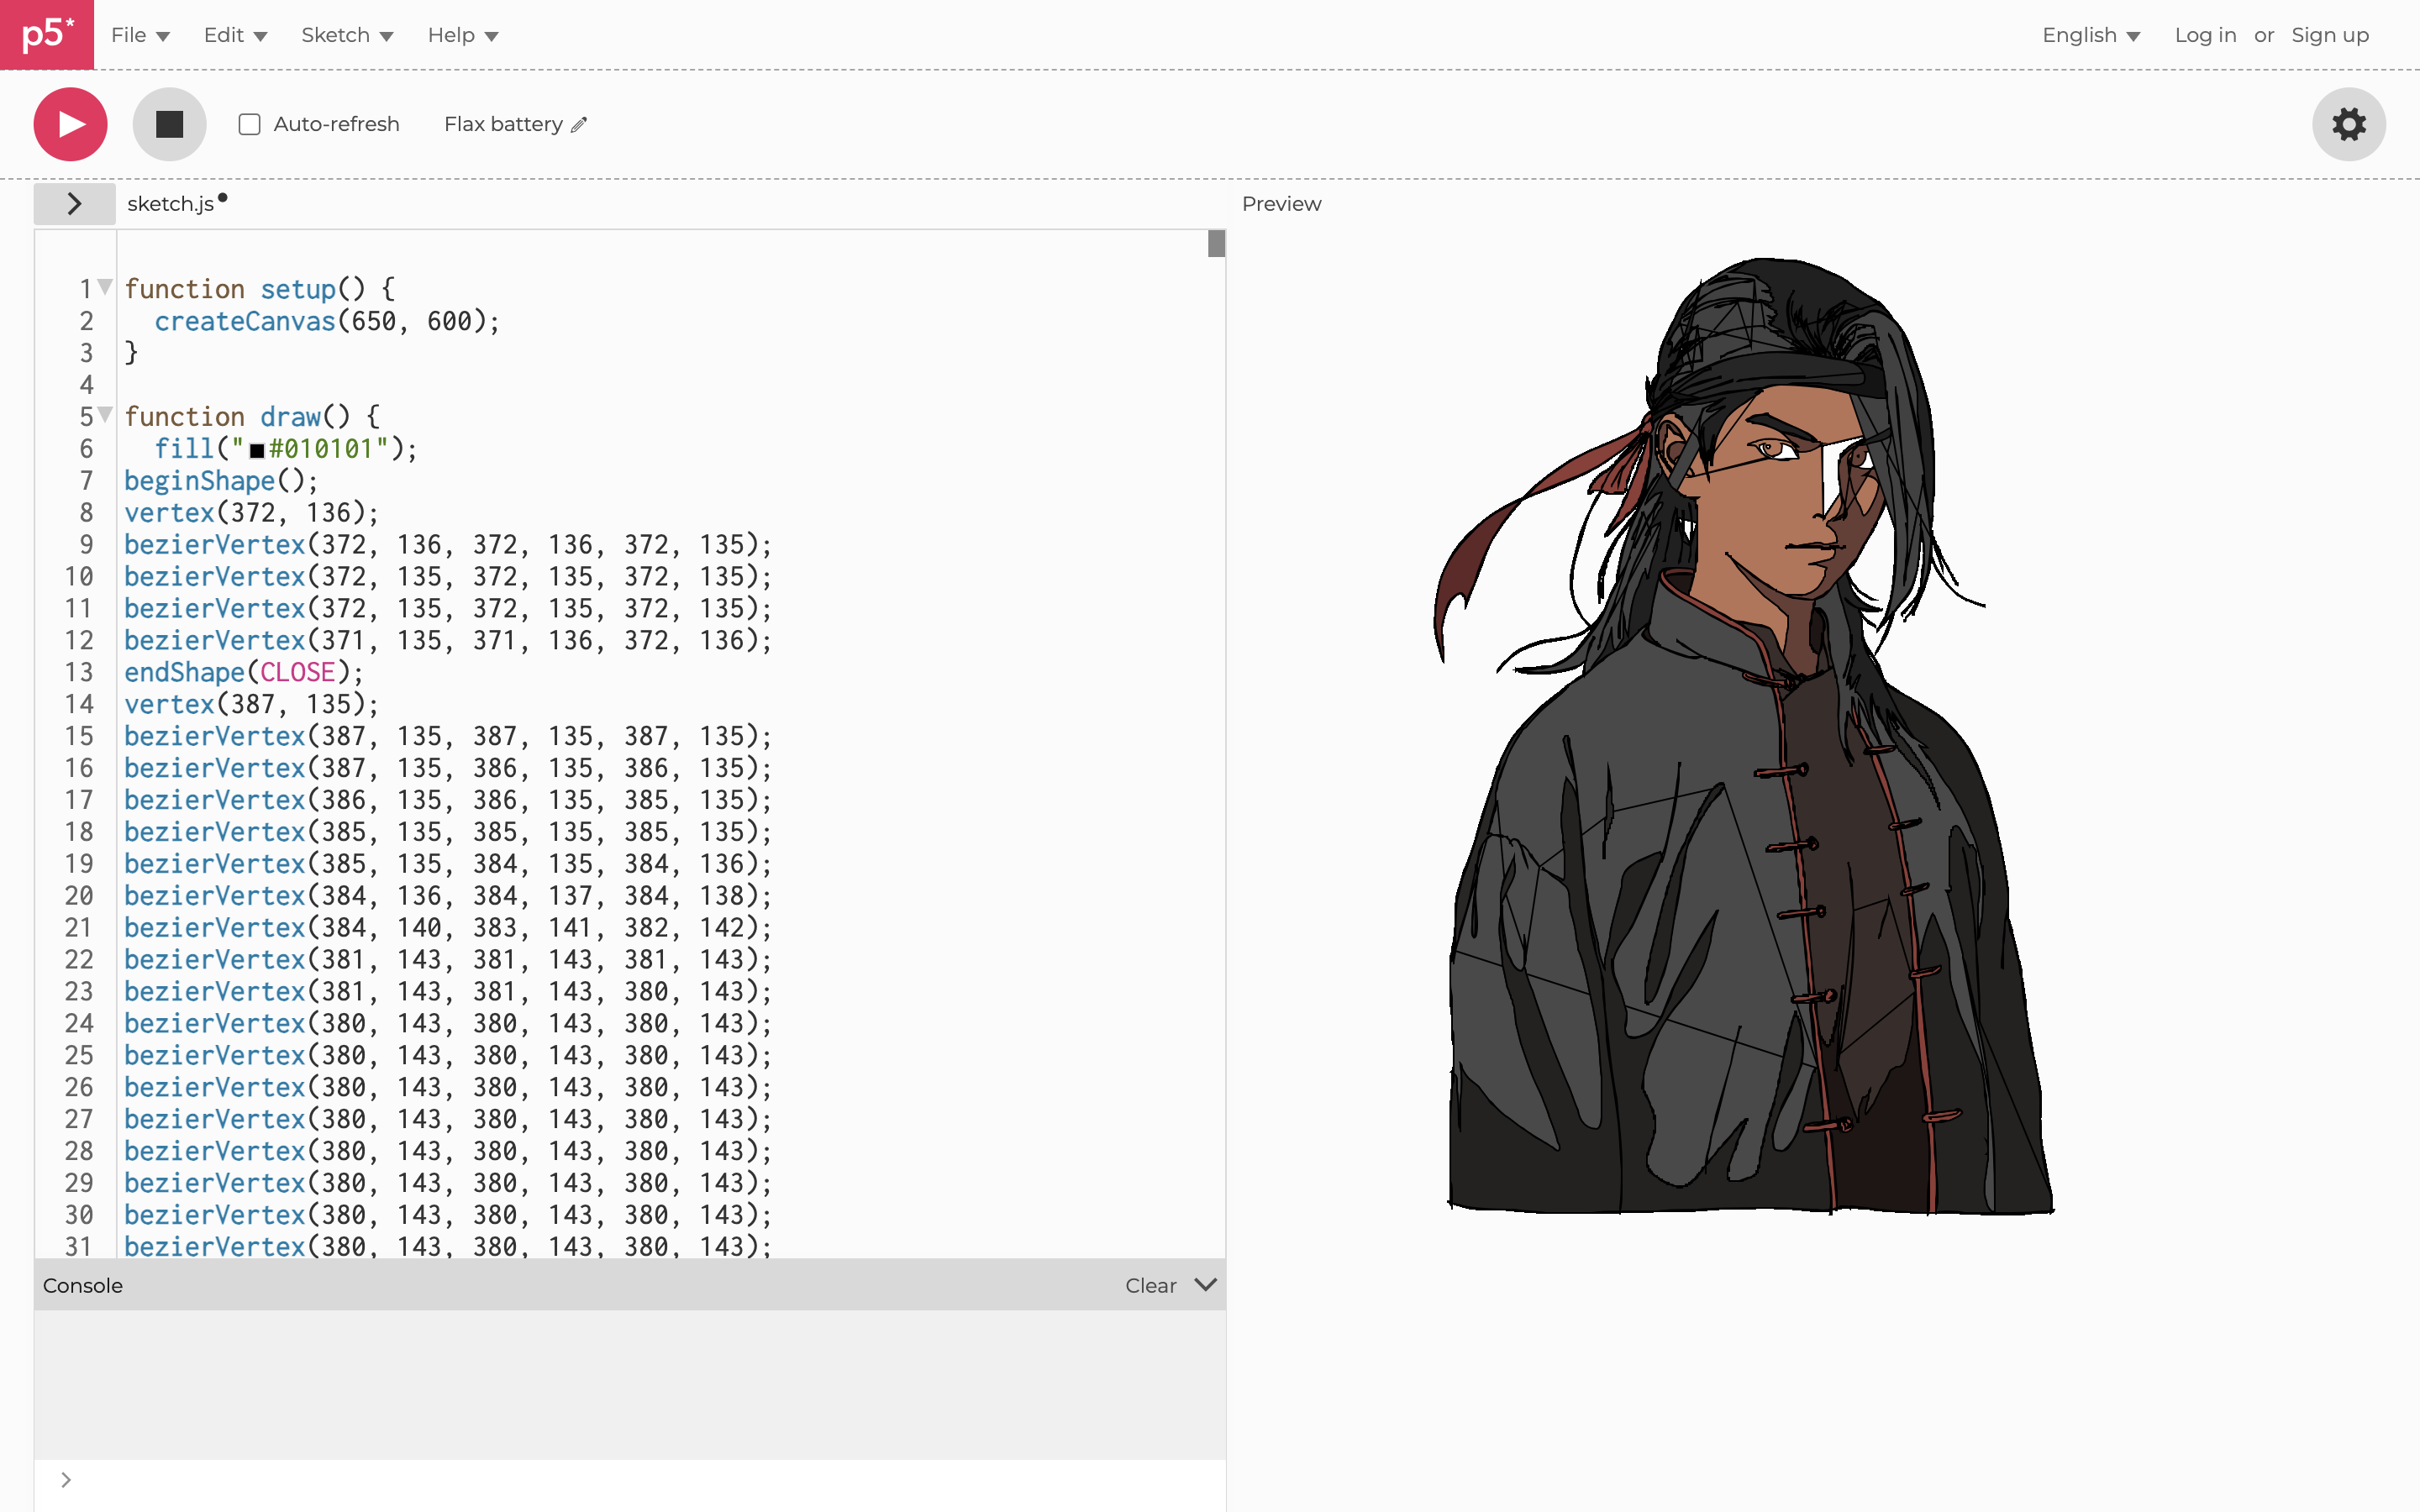 p5* File Edit Sketch Help English Log in or Sign up
Auto-refresh Flax battery
sketch.js
Preview
1 function setup() {
2 createCanvas(650, 600);
3 }
4
5 function draw() {
6 fill("#010101");
7 beginShape();
8 vertex(372, 136);
9 bezierVertex(372, 136, 372, 136, 372, 135);
10 bezierVertex(372, 135, 372, 135, 372, 135);
11 bezierVertex(372, 135, 372, 135, 372, 135);
12 bezierVertex(371, 135, 371, 136, 372, 136);
13 endShape(CLOSE);
14 vertex(387, 135);
15 bezierVertex(387, 135, 387, 135, 387, 135);
16 bezierVertex(387, 135, 386, 135, 386, 135);
17 bezierVertex(386, 135, 386, 135, 385, 135);
18 bezierVertex(385, 135, 385, 135, 385, 135);
19 bezierVertex(385, 135, 384, 135, 384, 136);
20 bezierVertex(384, 136, 384, 137, 384, 138);
21 bezierVertex(384, 140, 383, 141, 382, 142);
22 bezierVertex(381, 143, 381, 143, 381, 143);
23 bezierVertex(381, 143, 381, 143, 380, 143);
24 bezierVertex(380, 143, 380, 143, 380, 143);
25 bezierVertex(380, 143, 380, 143, 380, 143);
26 bezierVertex(380, 143, 380, 143, 380, 143);
27 bezierVertex(380, 143, 380, 143, 380, 143);
28 bezierVertex(380, 143, 380, 143, 380, 143);
29 bezierVertex(380, 143, 380, 143, 380, 143);
30 bezierVertex(380, 143, 380, 143, 380, 143);
31 bezierVertex(380, 143, 380, 143, 380, 143);
Console Clear
>